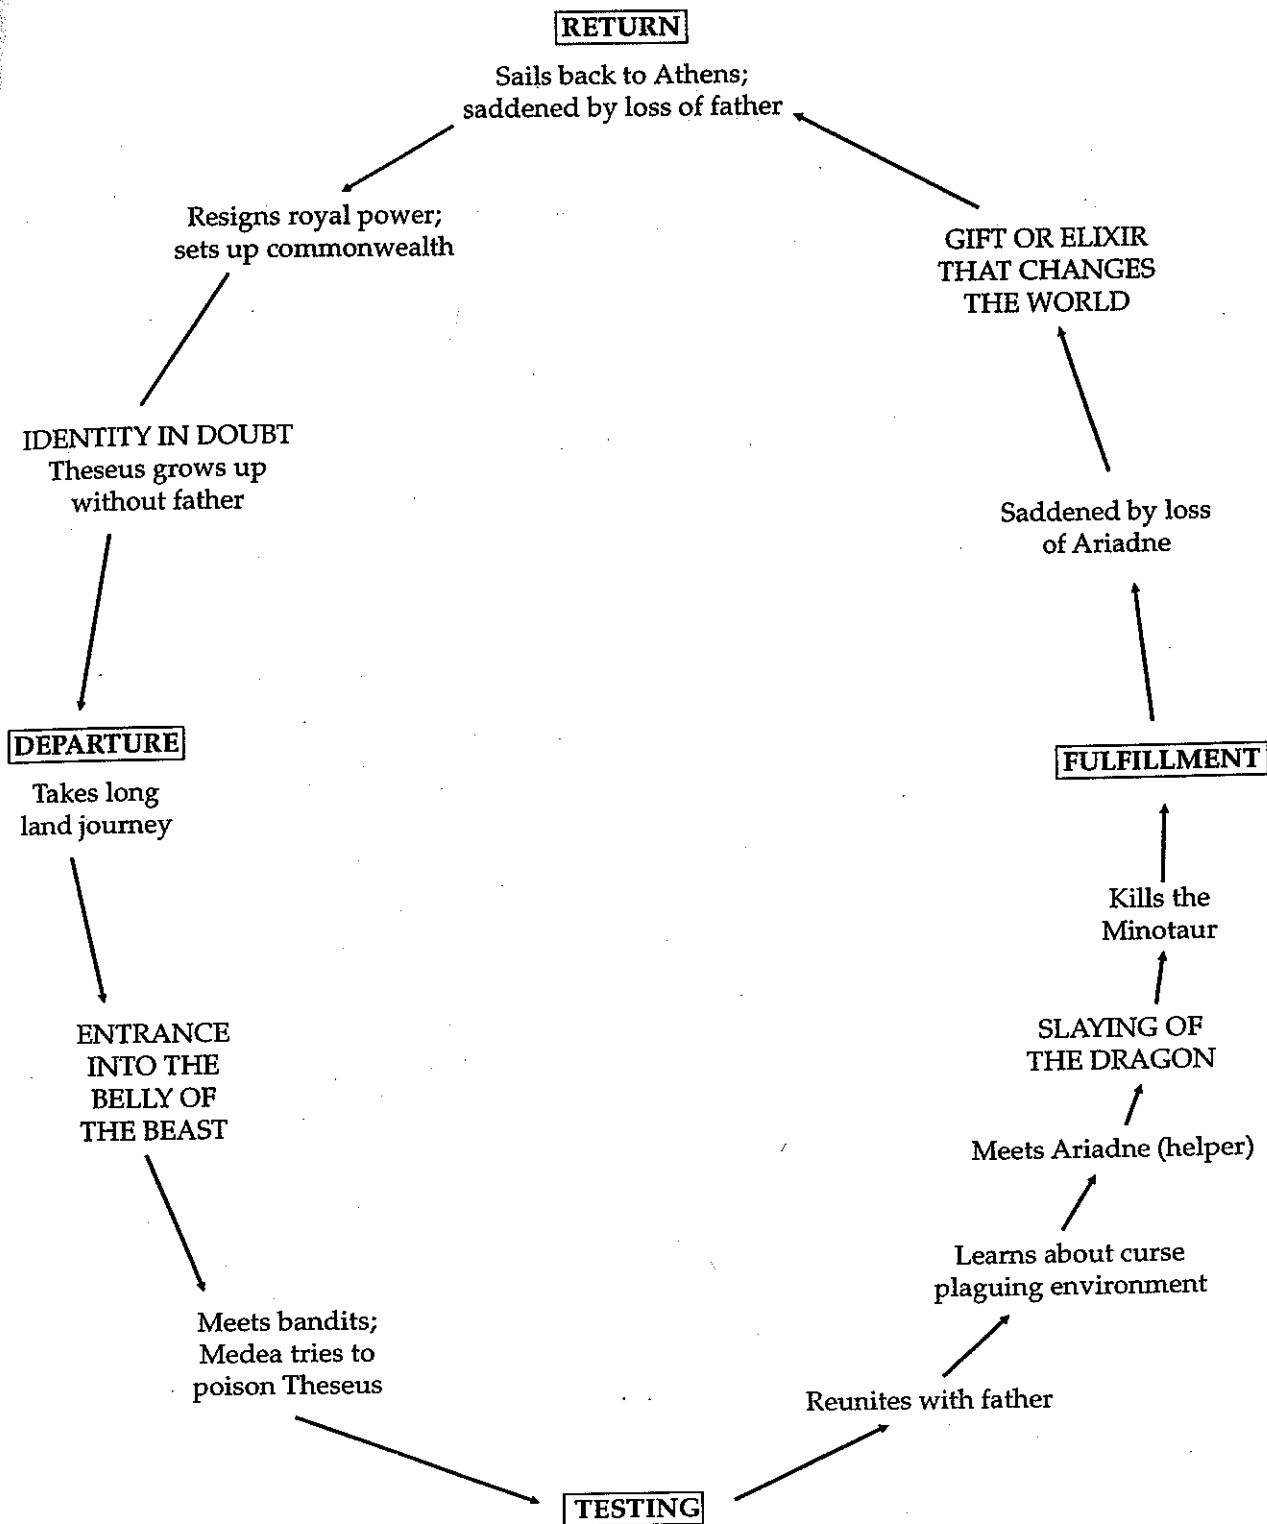 RETURN
Sails back to Athens;
saddened by loss of father
Resigns royal power;
sets up commonwealth
IDENTITY IN DOUBT
Theseus grows up
without father
DEPARTURE
Takes long
land journey
ENTRANCE
INTO THE
BELLY OF
THE BEAST
Meets bandits;
Medea tries to
poison Theseus
TESTING
Reunites with father
Learns about curse
plaguing environment
Meets Ariadne (helper)
SLAYING OF
THE DRAGON
Kills the
Minotaur
FULFILLMENT
Saddened by loss
of Ariadne
GIFT OR ELIXIR
THAT CHANGES
THE WORLD